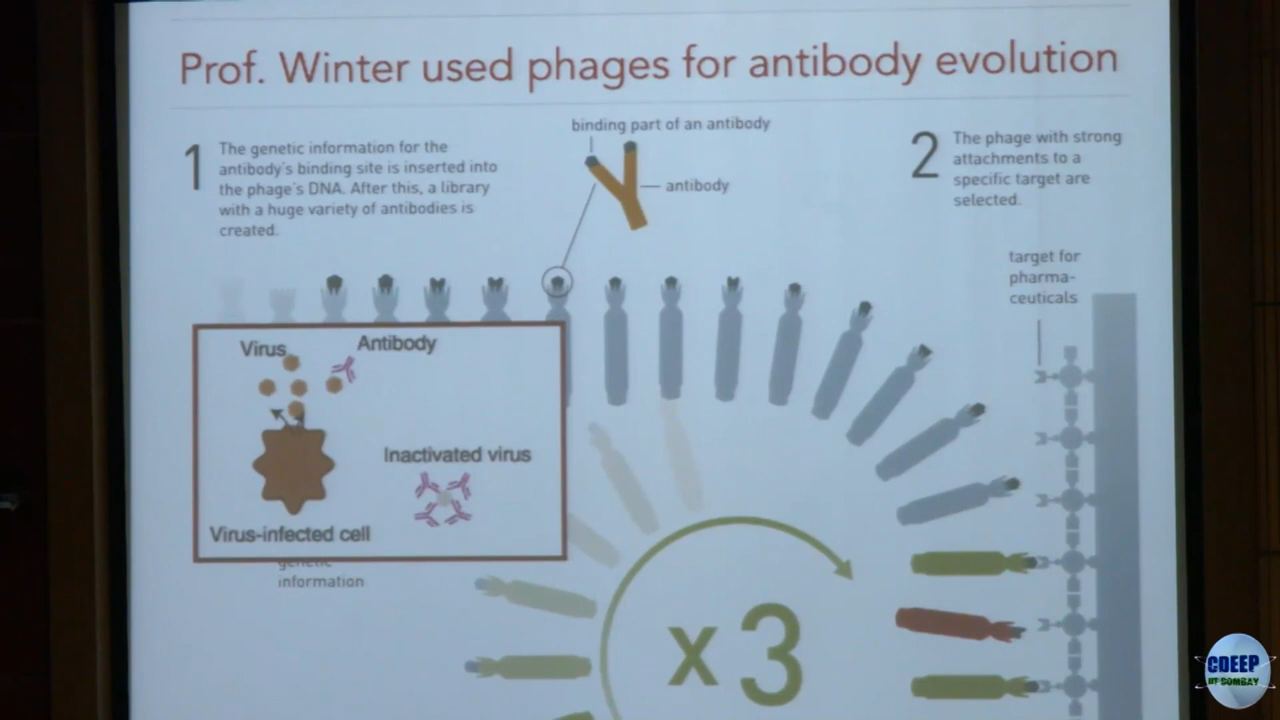 Prof. Winter used phages for antibody evolution
binding part of an antibody
antibody
1
The genetic information for the
antibody's binding site is inserted into
the phage's DNA. After this, a library
with a huge variety of antibodies is
created.
2
The phage with strong
attachments to a
specific target are
selected.
target for
pharma-
ceuticals
Virus
Antibody
Inactivated virus
Virus-infected cell
genetic
information
x 3
CDEEP
IIT BOMBAY